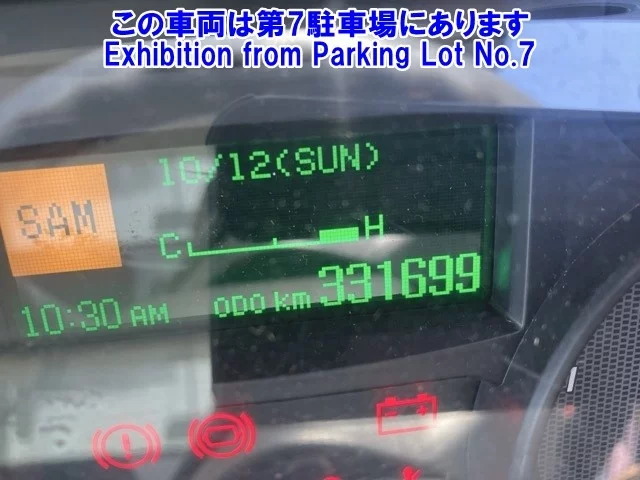 この車両は第7駐車場にあります
Exhibition from Parking Lot No.7
10/12(SUN)
SAM
C H
10:30 AM ODO km 331699